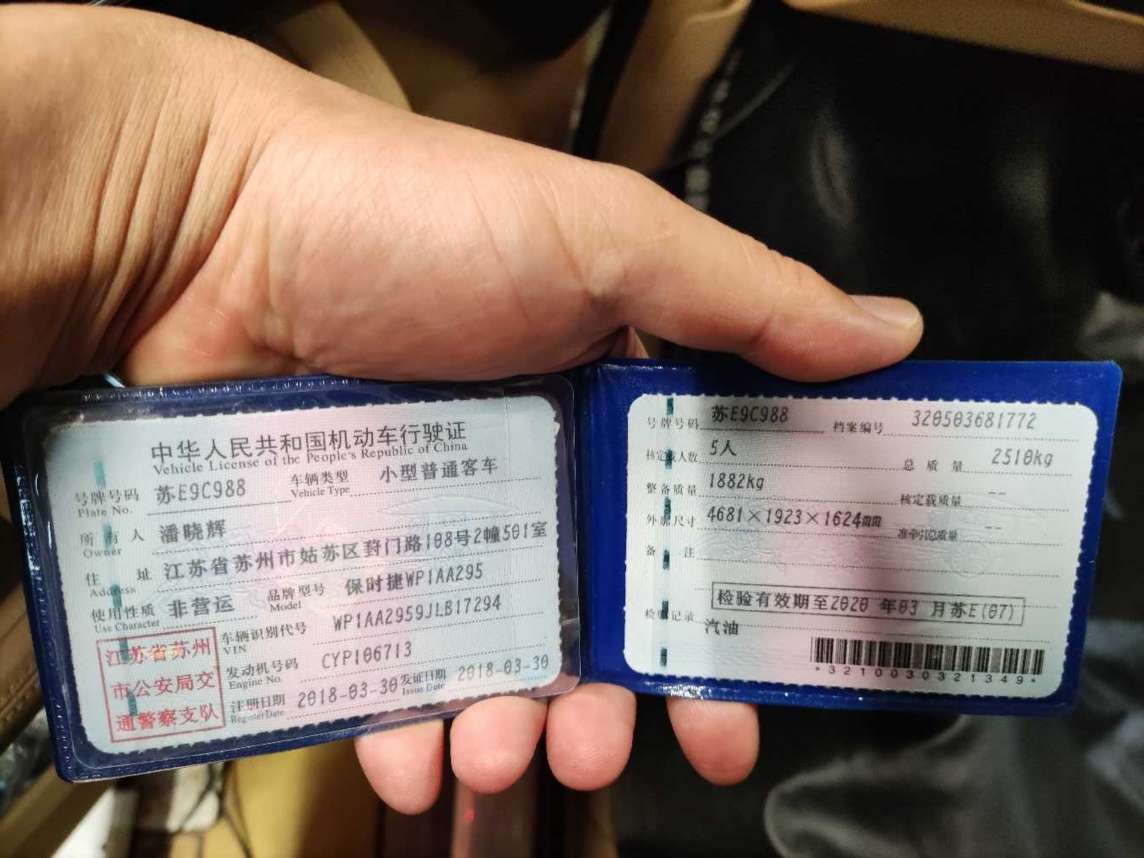 中华人民共和国机动车行驶证
Vehicle License of the People's Republic of China
号牌号码 苏E9C988 车辆类型 小型普通客车
Plate No. Vehicle Type
所有人 潘晓辉
Owner
住址 江苏省苏州市姑苏区葑门路108号2幢501室
Address
使用性质 非营运 品牌型号 保时捷WP1AA295
Use Character Model
江苏省苏州
市公安局交
通警察支队
车辆识别代号 WP1AA2959JLB17294
VIN
发动机号码 CYP106713
Engine No.
注册日期 2018-03-30 发证日期 2018-03-30
Register Date Issue Date
号牌号码 苏E9C988 档案编号 320503681772
核定载人数 5人 总质量 2510kg
整备质量 1882kg 核定载质量 --
外廓尺寸 4681×1923×1624mm 准牵引总质量 --
备注
检验有效期至2020年03月苏E(07)
检验记录
汽油
*3210030321349*